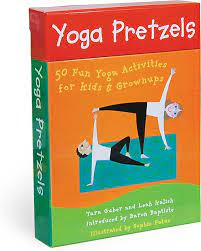 Yoga Pretzels
50 Fun Yoga Activities
for Kids & Grownups
Tara Guber and Leah Kalish
introduced by Baron Baptiste
Illustrated by Sophie Fatus
Yoga Pretzels